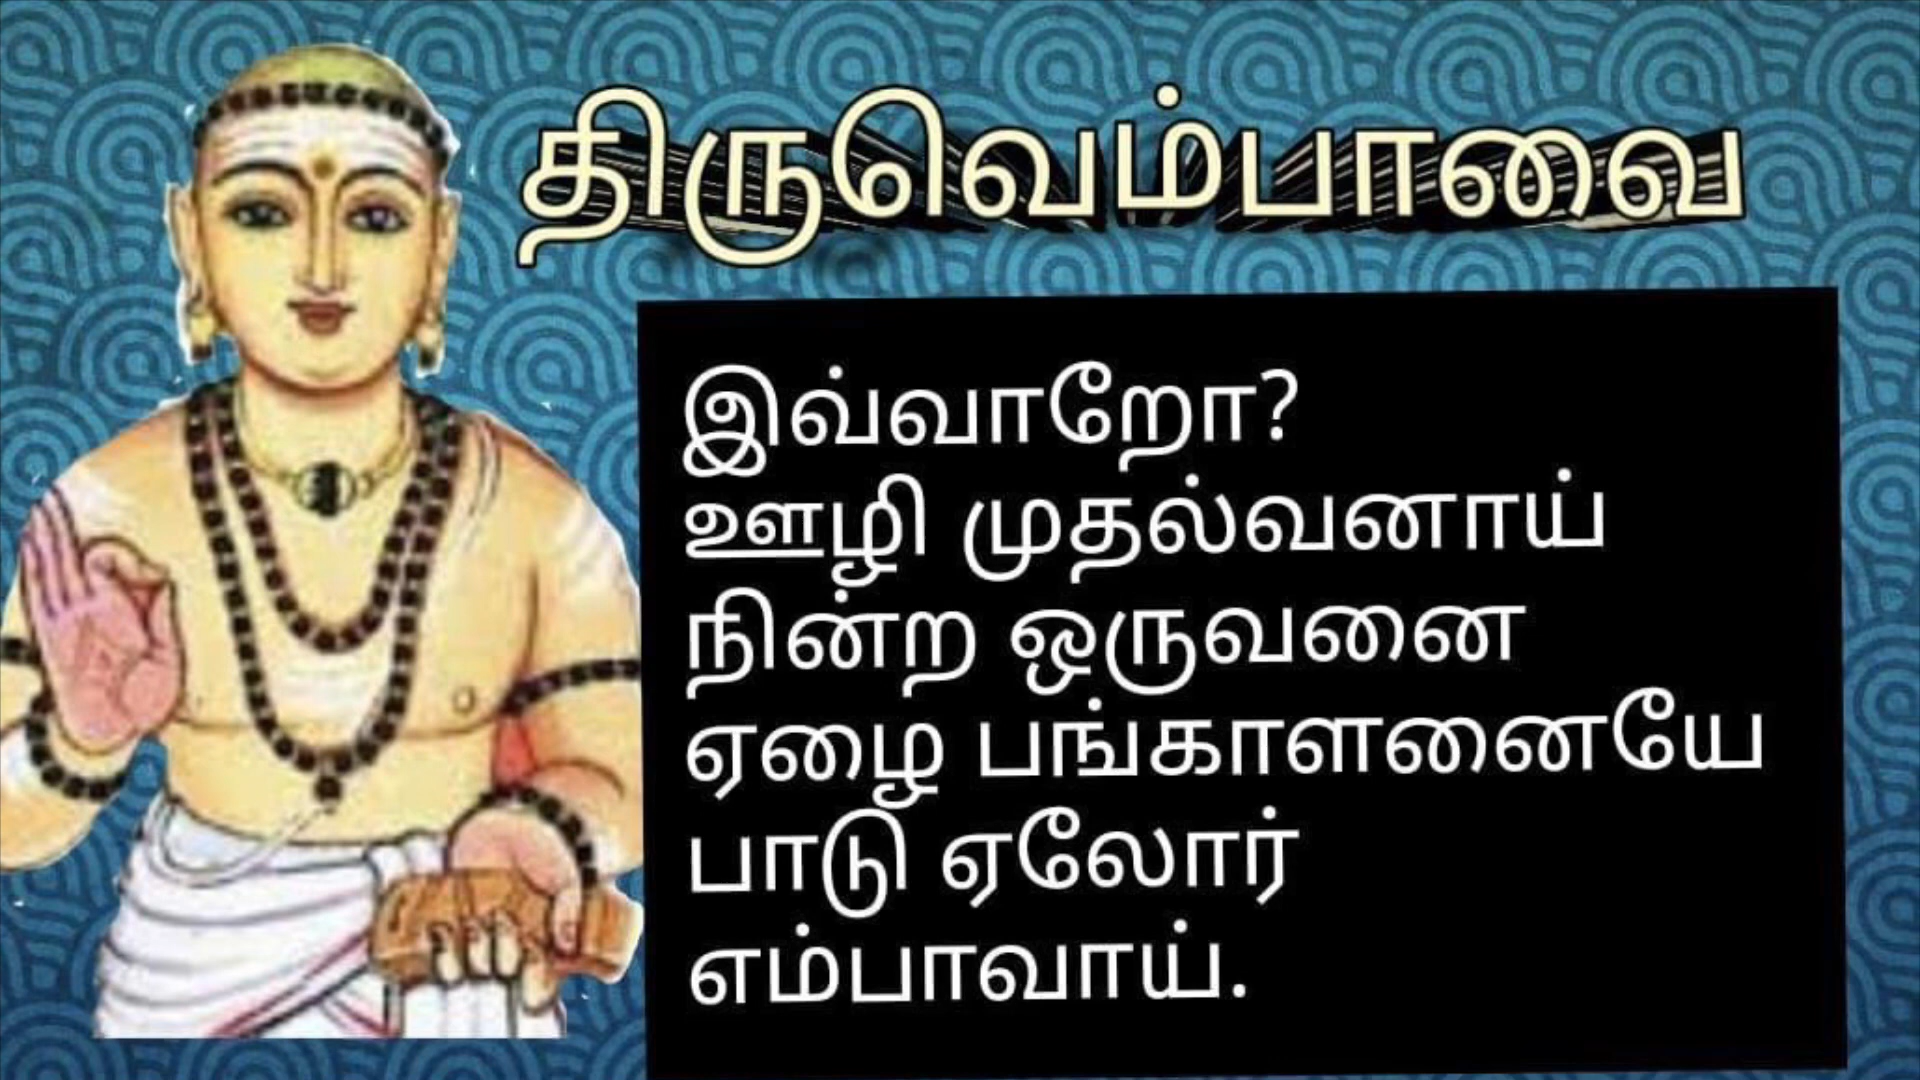 திருவெம்பாவை
இவ்வாறோ?
ஊழி முதல்வனாய்
நின்ற ஒருவனை
ஏழை பங்காளனையே
பாடு ஏலோர்
எம்பாவாய்.